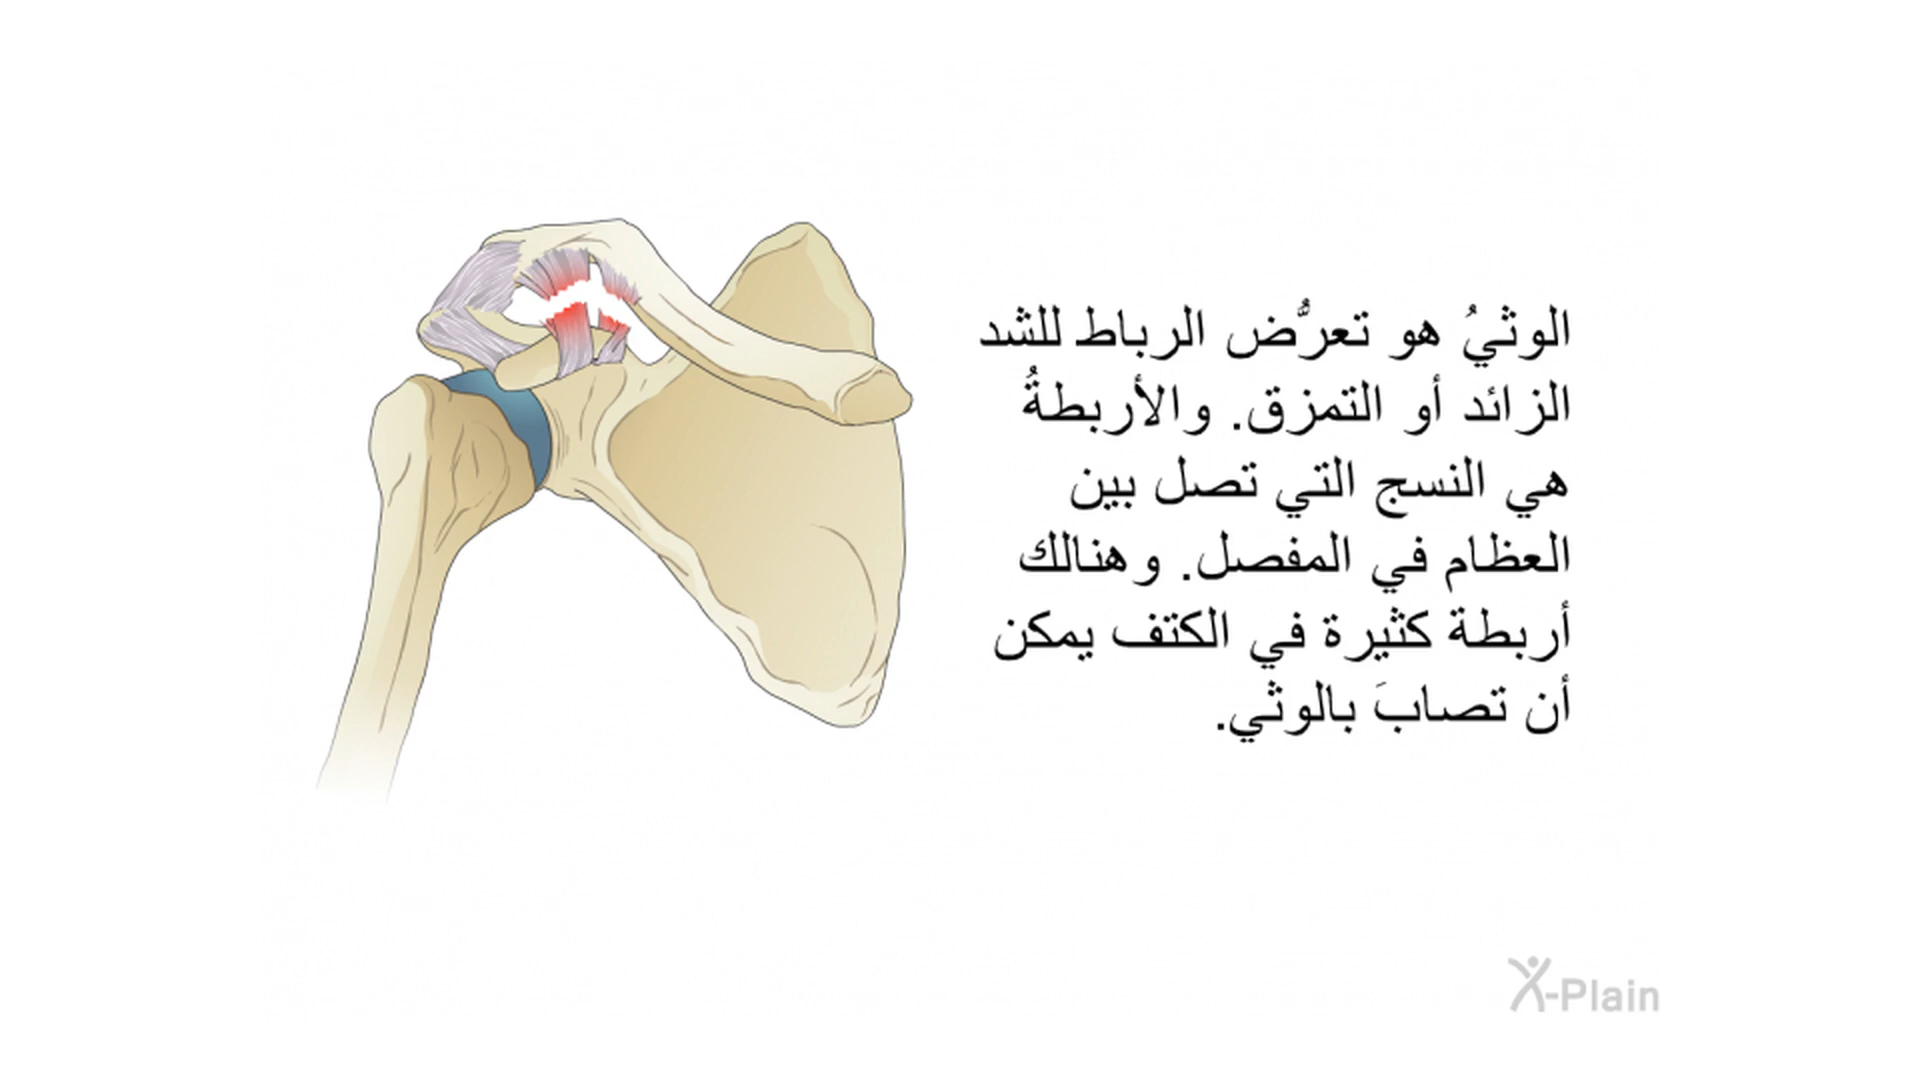 الوثيُ هو تعرُّض الرباط للشد
الزائد أو التمزق. والأربطةُ
هي النسج التي تصل بين
العظام في المفصل. وهنالك
أربطة كثيرة في الكتف يمكن
أن تصابَ بالوثي.
X-Plain